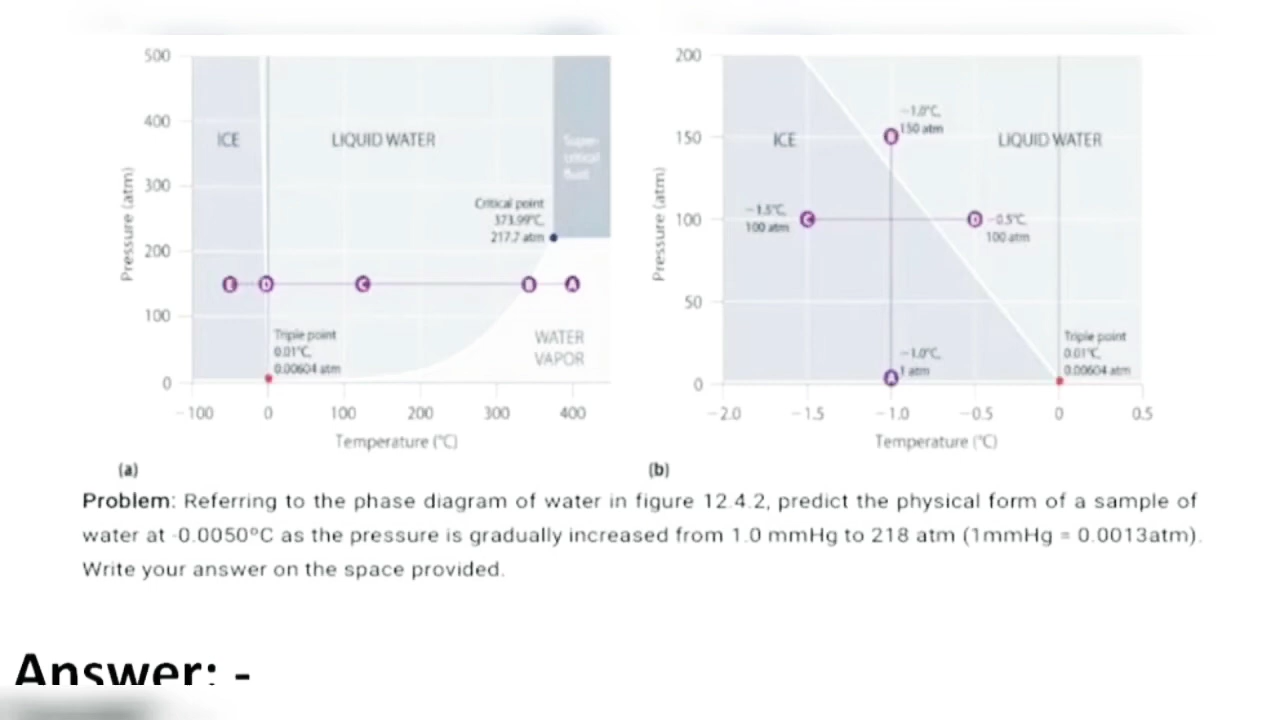 500
400
300
200
100
0
Pressure (atm)
ICE
LIQUID WATER
Super-
critical
fluid
Critical point
373.99°C,
217.7 atm
E D C B A
Triple point
0.01°C,
0.00604 atm
WATER
VAPOR
−100 0 100 200 300 400
Temperature (°C)
(a)
200
150
100
50
0
Pressure (atm)
ICE
LIQUID WATER
−1.0°C,
150 atm
B
−1.5°C,
100 atm
C
D
−0.5°C,
100 atm
−1.0°C,
1 atm
A
Triple point
0.01°C,
0.00604 atm
−2.0 −1.5 −1.0 −0.5 0 0.5
Temperature (°C)
(b)
Problem: Referring to the phase diagram of water in figure 12.4.2, predict the physical form of a sample of
water at -0.0050ºC as the pressure is gradually increased from 1.0 mmHg to 218 atm (1mmHg = 0.0013atm).
Write your answer on the space provided.
Answer: -